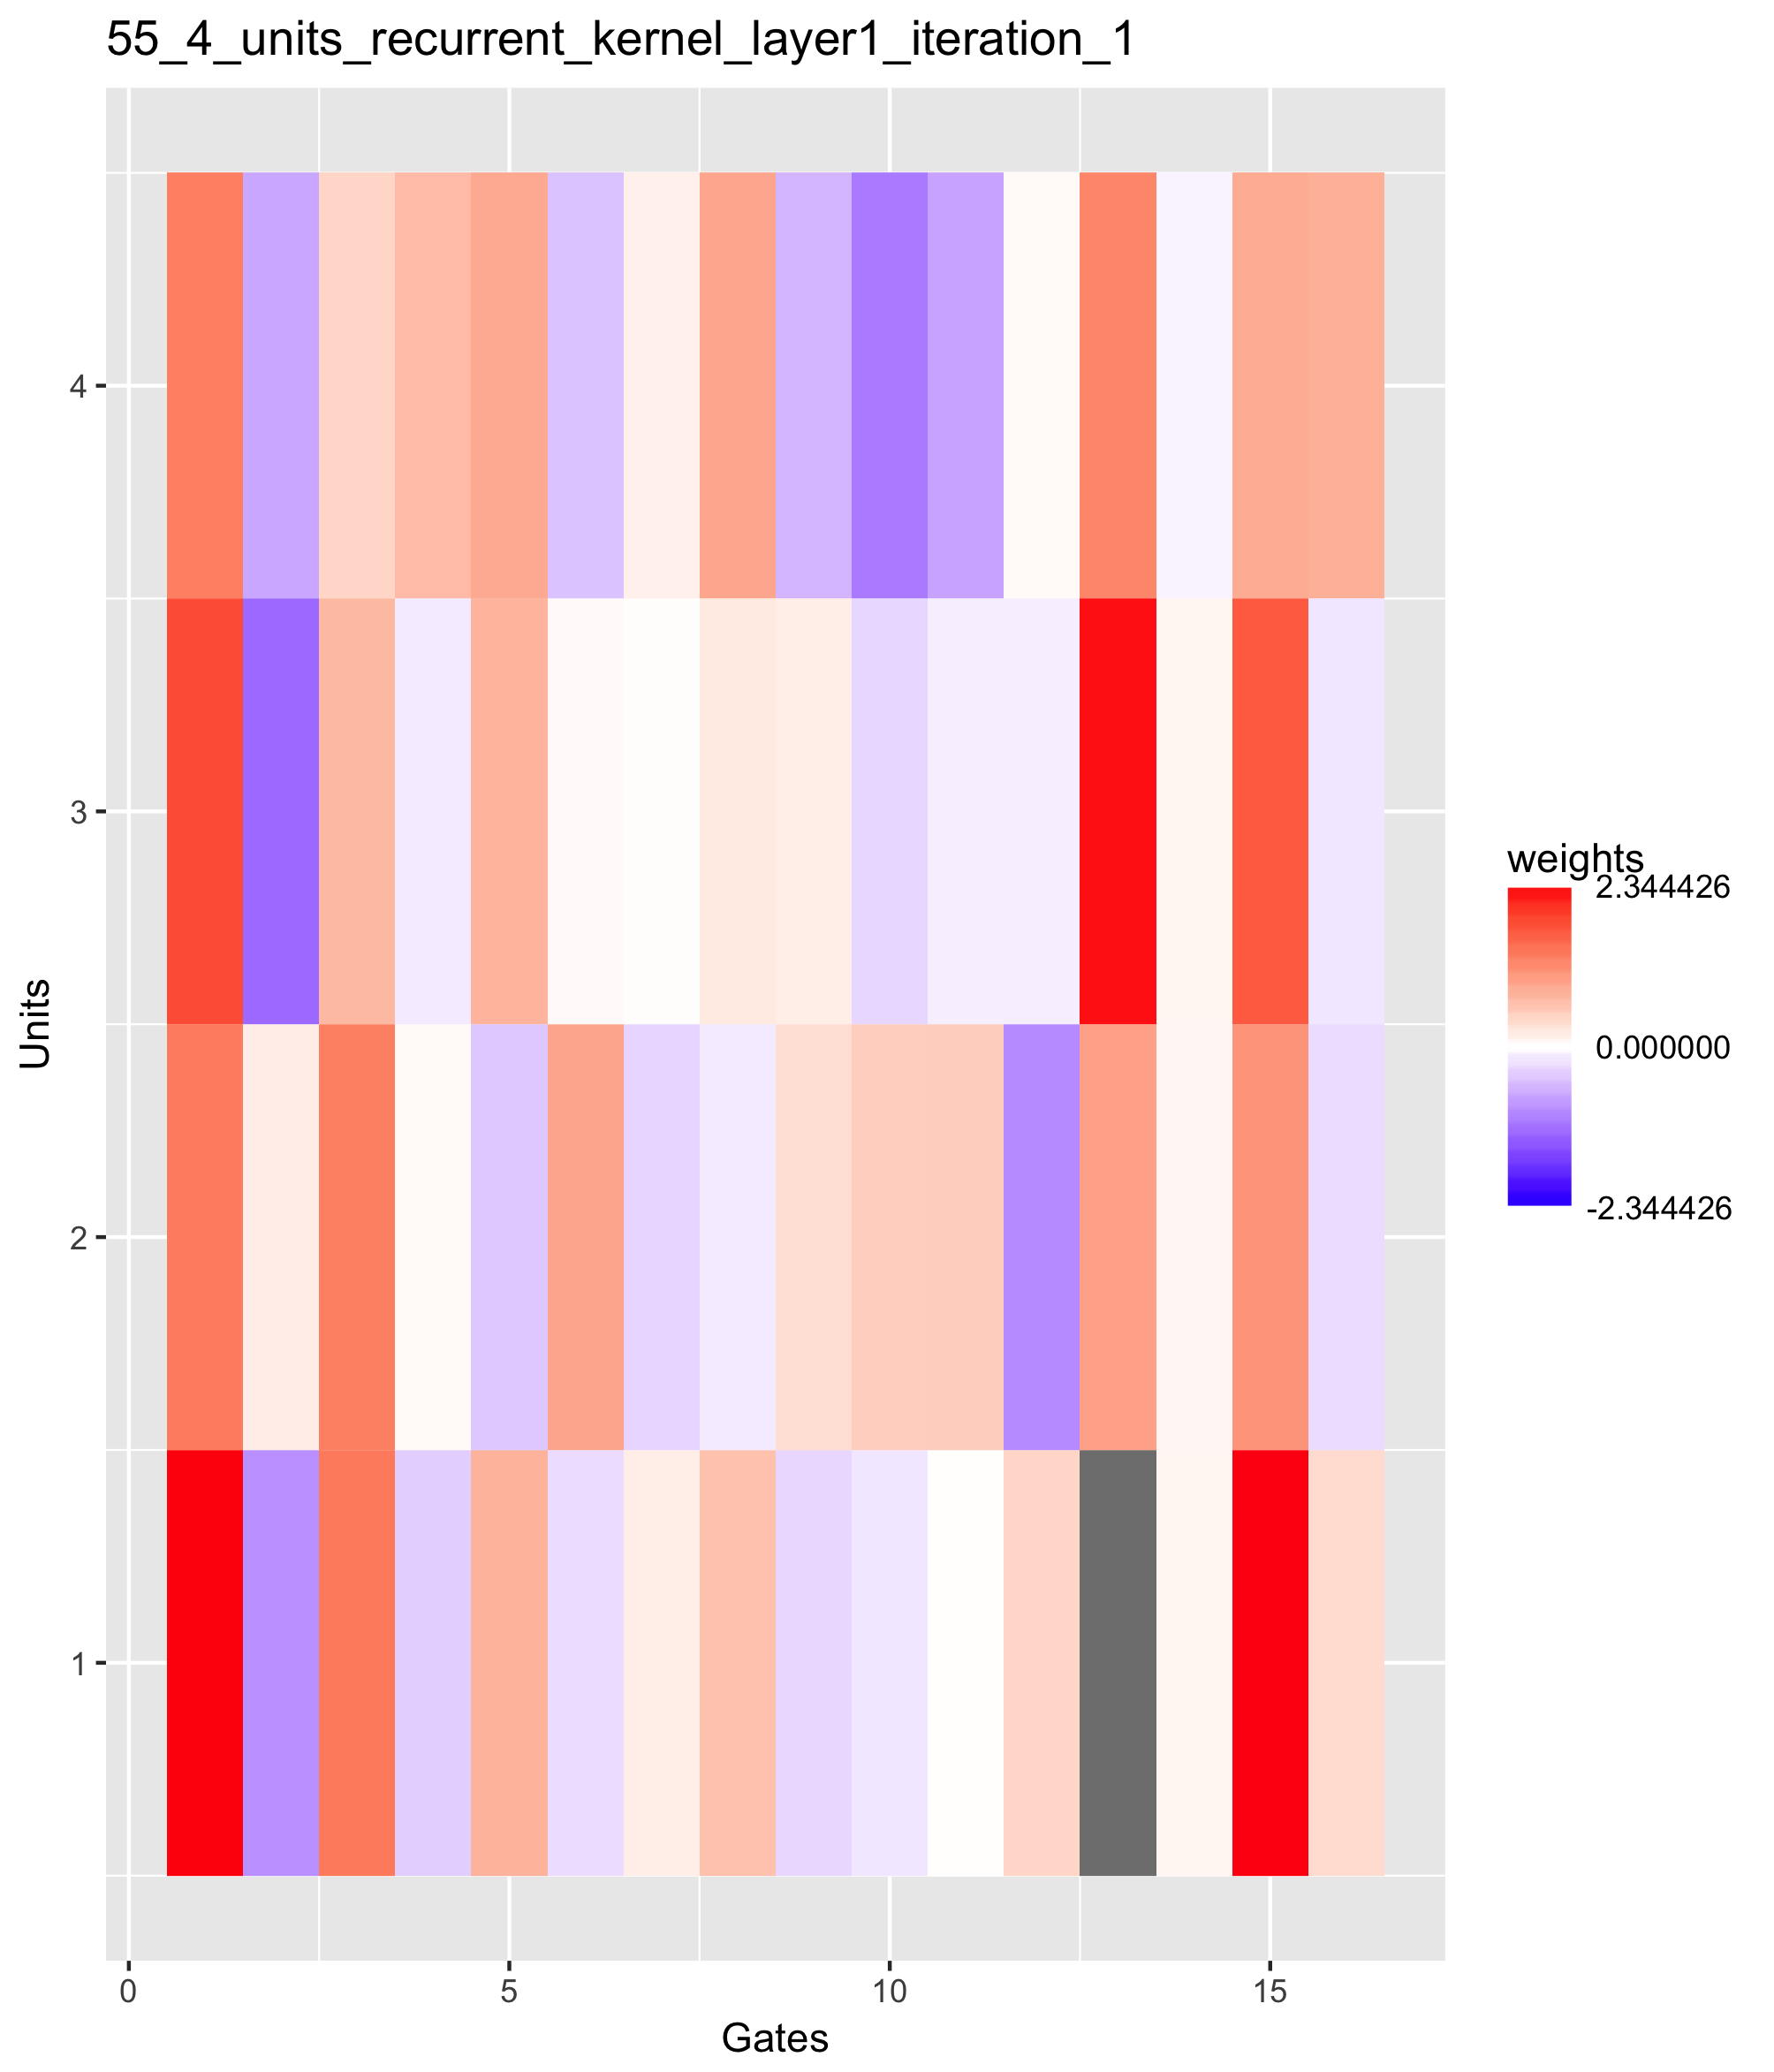 55_4_units_recurrent_kernel_layer1_iteration_1
4
3
2
1
Units
0 5 10 15
Gates
weights
2.344426
0.000000
-2.344426